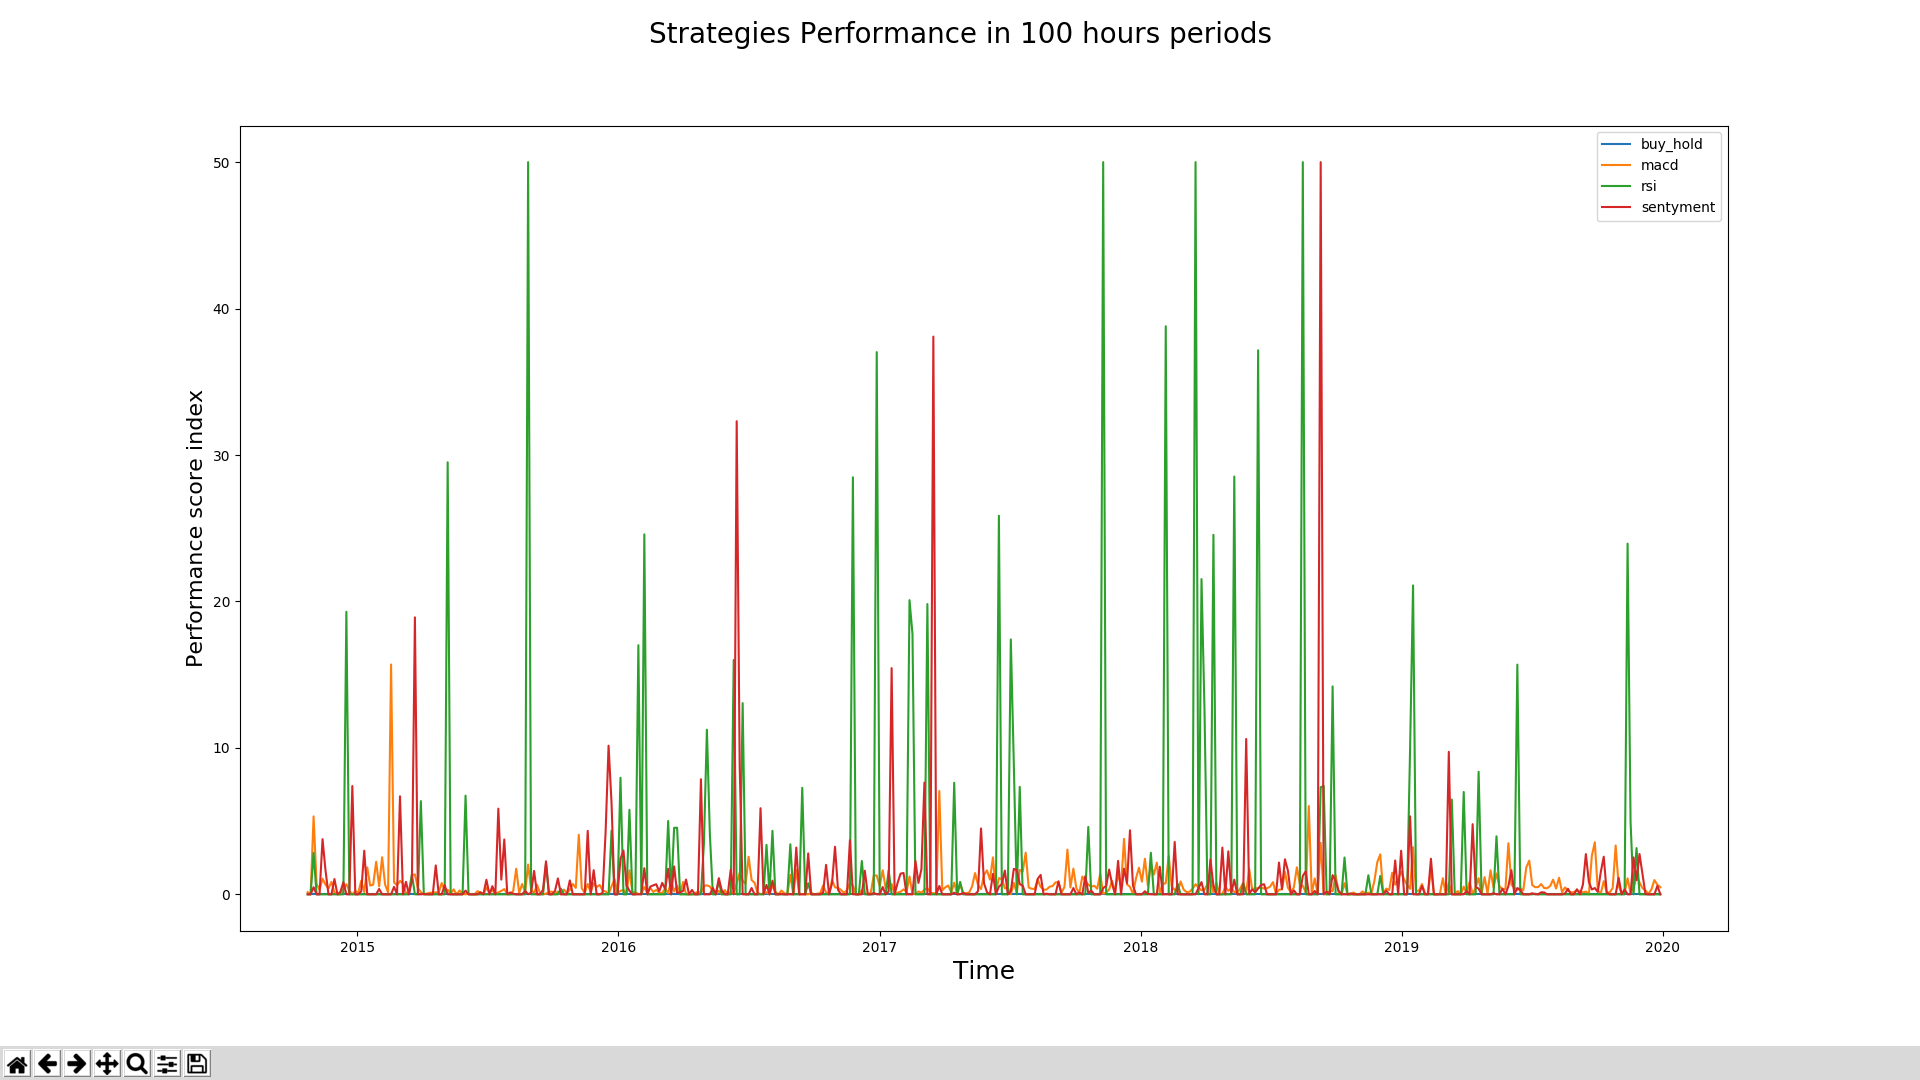 Strategies Performance in 100 hours periods
buy_hold
macd
rsi
sentyment
50
40
30
20
10
0
Performance score index
2015
2016
2017
2018
2019
2020
Time